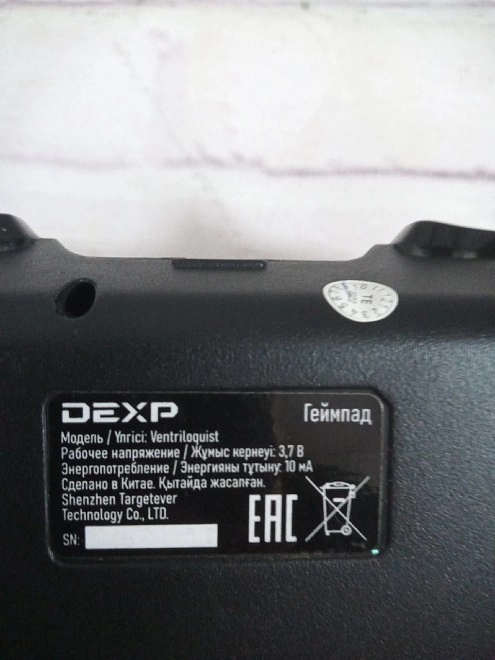 DEXP
Геймпад
Модель / Үлгісі: Ventriloquist
Рабочее напряжение / Жұмыс кернеуі: 3,7 В
Энергопотребление / Энергияны тұтыну: 10 мА
Сделано в Китае. Қытайда жасалған.
Shenzhen Targetever
Technology Co., LTD.
SN:
EAC
TE